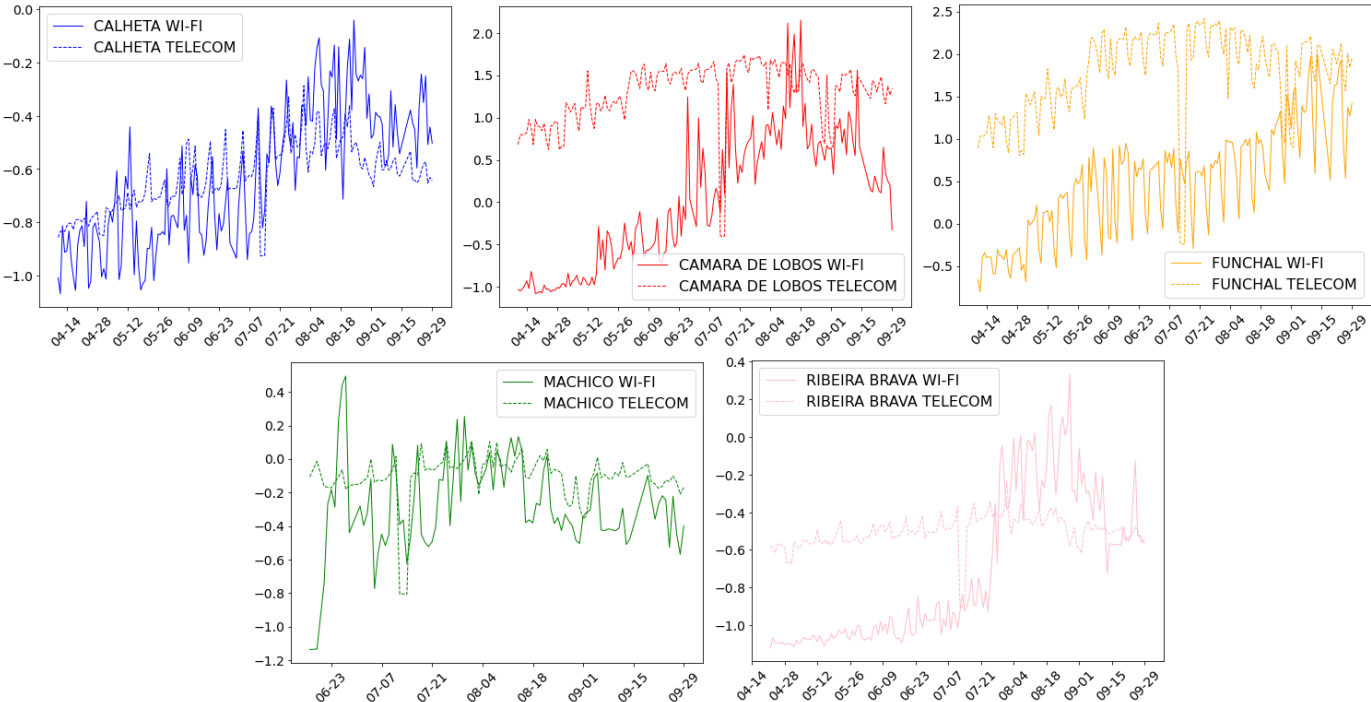 0.0
−0.2
−0.4
−0.6
−0.8
−1.0
CALHETA WI-FI
CALHETA TELECOM
04-14 04-28 05-12 05-26 06-09 06-23 07-07 07-21 08-04 08-18 09-01 09-15 09-29
2.0
1.5
1.0
0.5
0.0
−0.5
−1.0
CAMARA DE LOBOS WI-FI
CAMARA DE LOBOS TELECOM
04-14 04-28 05-12 05-26 06-09 06-23 07-07 07-21 08-04 08-18 09-01 09-15 09-29
2.5
2.0
1.5
1.0
0.5
0.0
−0.5
FUNCHAL WI-FI
FUNCHAL TELECOM
04-14 04-28 05-12 05-26 06-09 06-23 07-07 07-21 08-04 08-18 09-01 09-15 09-29
0.4
0.2
0.0
−0.2
−0.4
−0.6
−0.8
−1.0
−1.2
MACHICO WI-FI
MACHICO TELECOM
06-23 07-07 07-21 08-04 08-18 09-01 09-15 09-29
0.4
0.2
0.0
−0.2
−0.4
−0.6
−0.8
−1.0
RIBEIRA BRAVA WI-FI
RIBEIRA BRAVA TELECOM
04-14 04-28 05-12 05-26 06-09 06-23 07-07 07-21 08-04 08-18 09-01 09-15 09-29